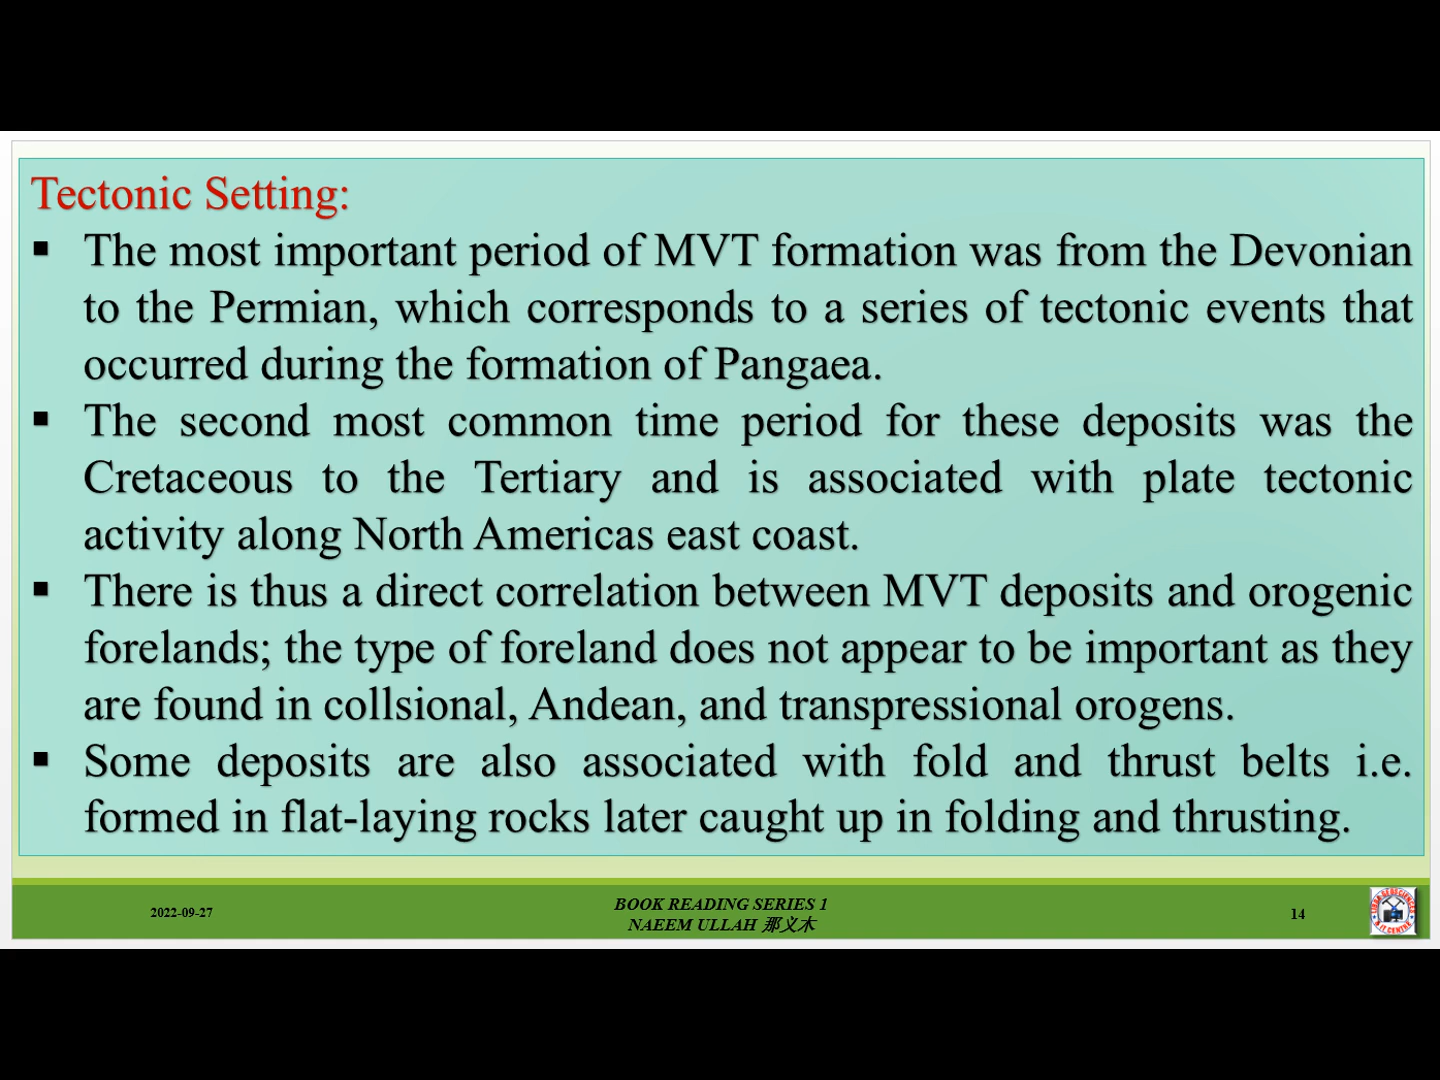 Tectonic Setting:
▪ The most important period of MVT formation was from the Devonian
to the Permian, which corresponds to a series of tectonic events that
occurred during the formation of Pangaea.
▪ The second most common time period for these deposits was the
Cretaceous to the Tertiary and is associated with plate tectonic
activity along North Americas east coast.
▪ There is thus a direct correlation between MVT deposits and orogenic
forelands; the type of foreland does not appear to be important as they
are found in collsional, Andean, and transpressional orogens.
▪ Some deposits are also associated with fold and thrust belts i.e.
formed in flat-laying rocks later caught up in folding and thrusting.
2022-09-27
BOOK READING SERIES 1
NAEEM ULLAH 那义木
14
& IT CENTRE